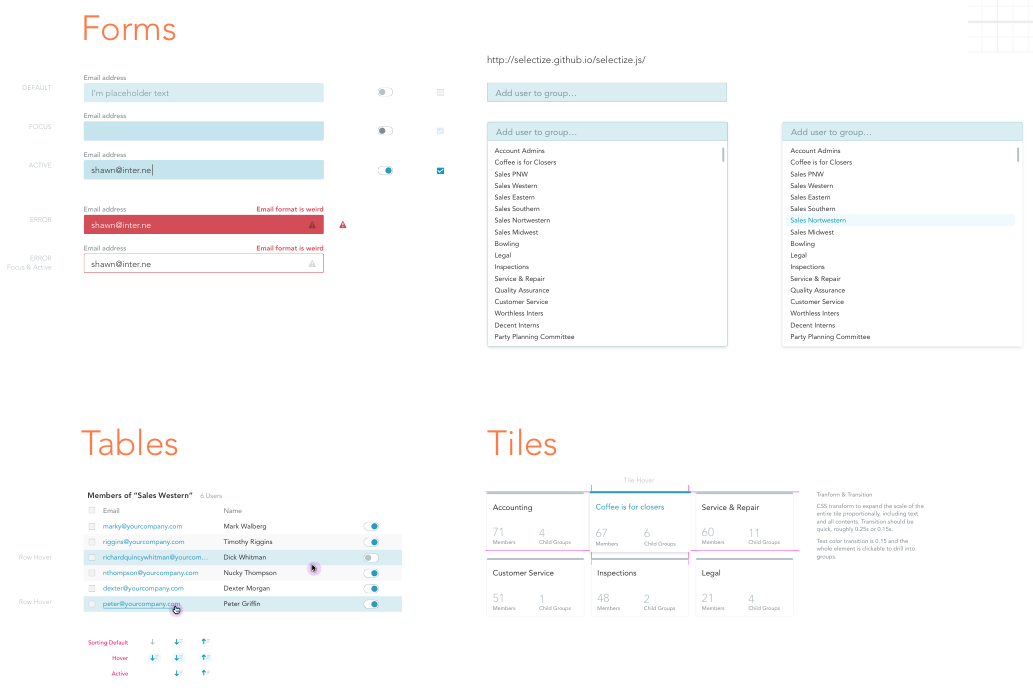 Forms
Email address
DEFAULT
I'm placeholder text
Email address
FOCUS
Email address
ACTIVE
shawn@inter.ne
Email address Email format is weird
ERROR
shawn@inter.ne
Email address Email format is weird
ERROR
Focus & Active
shawn@inter.ne
http://selectize.github.io/selectize.js/
Add user to group...
Add user to group...
Account Admins
Coffee is for Closers
Sales PNW
Sales Western
Sales Eastern
Sales Southern
Sales Nortwestern
Sales Midwest
Bowling
Legal
Inspections
Service & Repair
Quality Assurance
Customer Service
Worthless Inters
Decent Interns
Party Planning Committee
Add user to group...
Account Admins
Coffee is for Closers
Sales PNW
Sales Western
Sales Eastern
Sales Southern
Sales Nortwestern
Sales Midwest
Bowling
Legal
Inspections
Service & Repair
Quality Assurance
Customer Service
Worthless Inters
Decent Interns
Party Planning Committee
Tables
Members of “Sales Western” 6 Users
Email Name
marky@yourcompany.com Mark Walberg
riggins@yourcompany.com Timothy Riggins
Row Hover richardquincywhitman@yourcom... Dick Whitman
nthompson@yourcompany.com Nucky Thompson
dexter@yourcompany.com Dexter Morgan
Row Hover peter@yourcompany.com Peter Griffin
Sorting Default
Hover
Active
Tiles
Tile Hover
Accounting
71 4
Members Child Groups
Coffee is for closers
67 6
Members Child Groups
Service & Repair
60 11
Members Child Groups
Customer Service
51 1
Members Child Groups
Inspections
48 2
Members Child Groups
Legal
21 4
Members Child Groups
Tranform & Transition
CSS transform to expand the scale of the
entire tile proportionally, including text
and all contents. Transition should be
quick, roughly 0.25s or 0.15s.
Text color transition is 0.15 and the
whole element is clickable to drill into
groups.